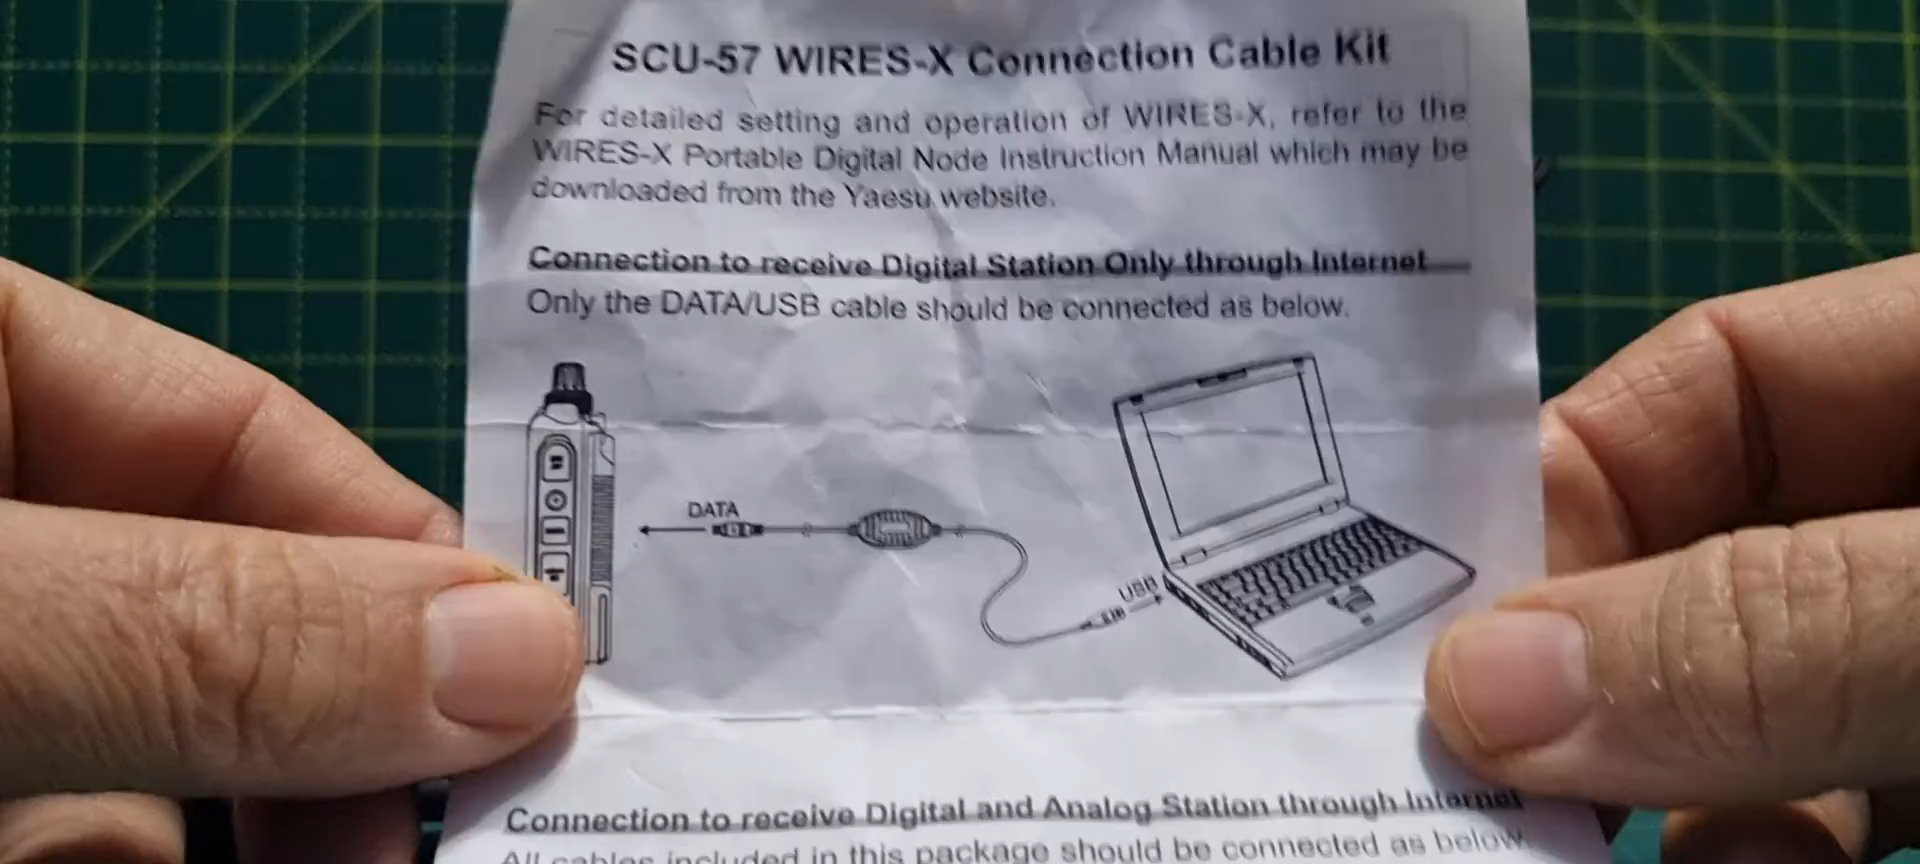 SCU-57 WIRES-X Connection Cable Kit
For detailed setting and operation of WIRES-X, refer to the
WIRES-X Portable Digital Node Instruction Manual which may be
downloaded from the Yaesu website.
Connection to receive Digital Station Only through Internet
Only the DATA/USB cable should be connected as below.
DATA
USB
Connection to receive Digital and Analog Station through Internet
All cables included in this package should be connected as below.